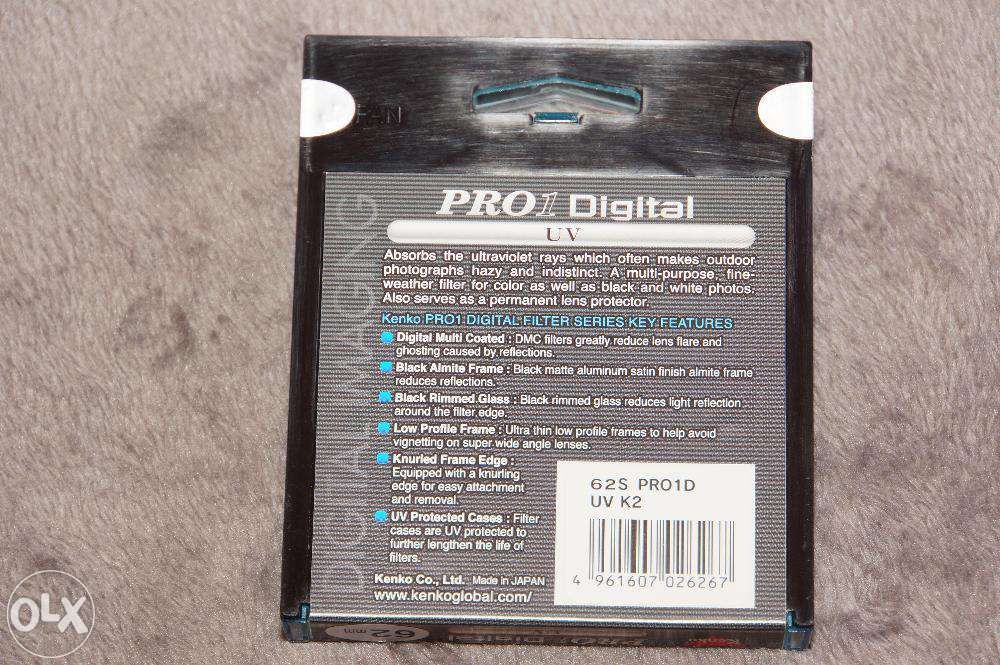 PRO1 Digital
UV
Absorbs the ultraviolet rays which often makes outdoor
photographs hazy and indistinct. A multi-purpose, fine-
weather filter for color as well as black and white photos.
Also serves as a permanent lens protector.
Kenko PRO1 DIGITAL FILTER SERIES KEY FEATURES
Digital Multi Coated : DMC filters greatly reduce lens flare and
ghosting caused by reflections.
Black Almite Frame : Black matte aluminum satin finish almite frame
reduces reflections.
Black Rimmed Glass : Black rimmed glass reduces light reflection
around the filter edge.
Low Profile Frame : Ultra thin low profile frames to help avoid
vignetting on super wide angle lenses.
Knurled Frame Edge :
Equipped with a knurling
edge for easy attachment
and removal.
UV Protected Cases : Filter
cases are UV protected to
further lengthen the life of
filters.
Kenko Co., Ltd. Made in JAPAN
www.kenkoglobal.com/
62S PRO1D
UV K2
4 961607 026267
62mm
OLX